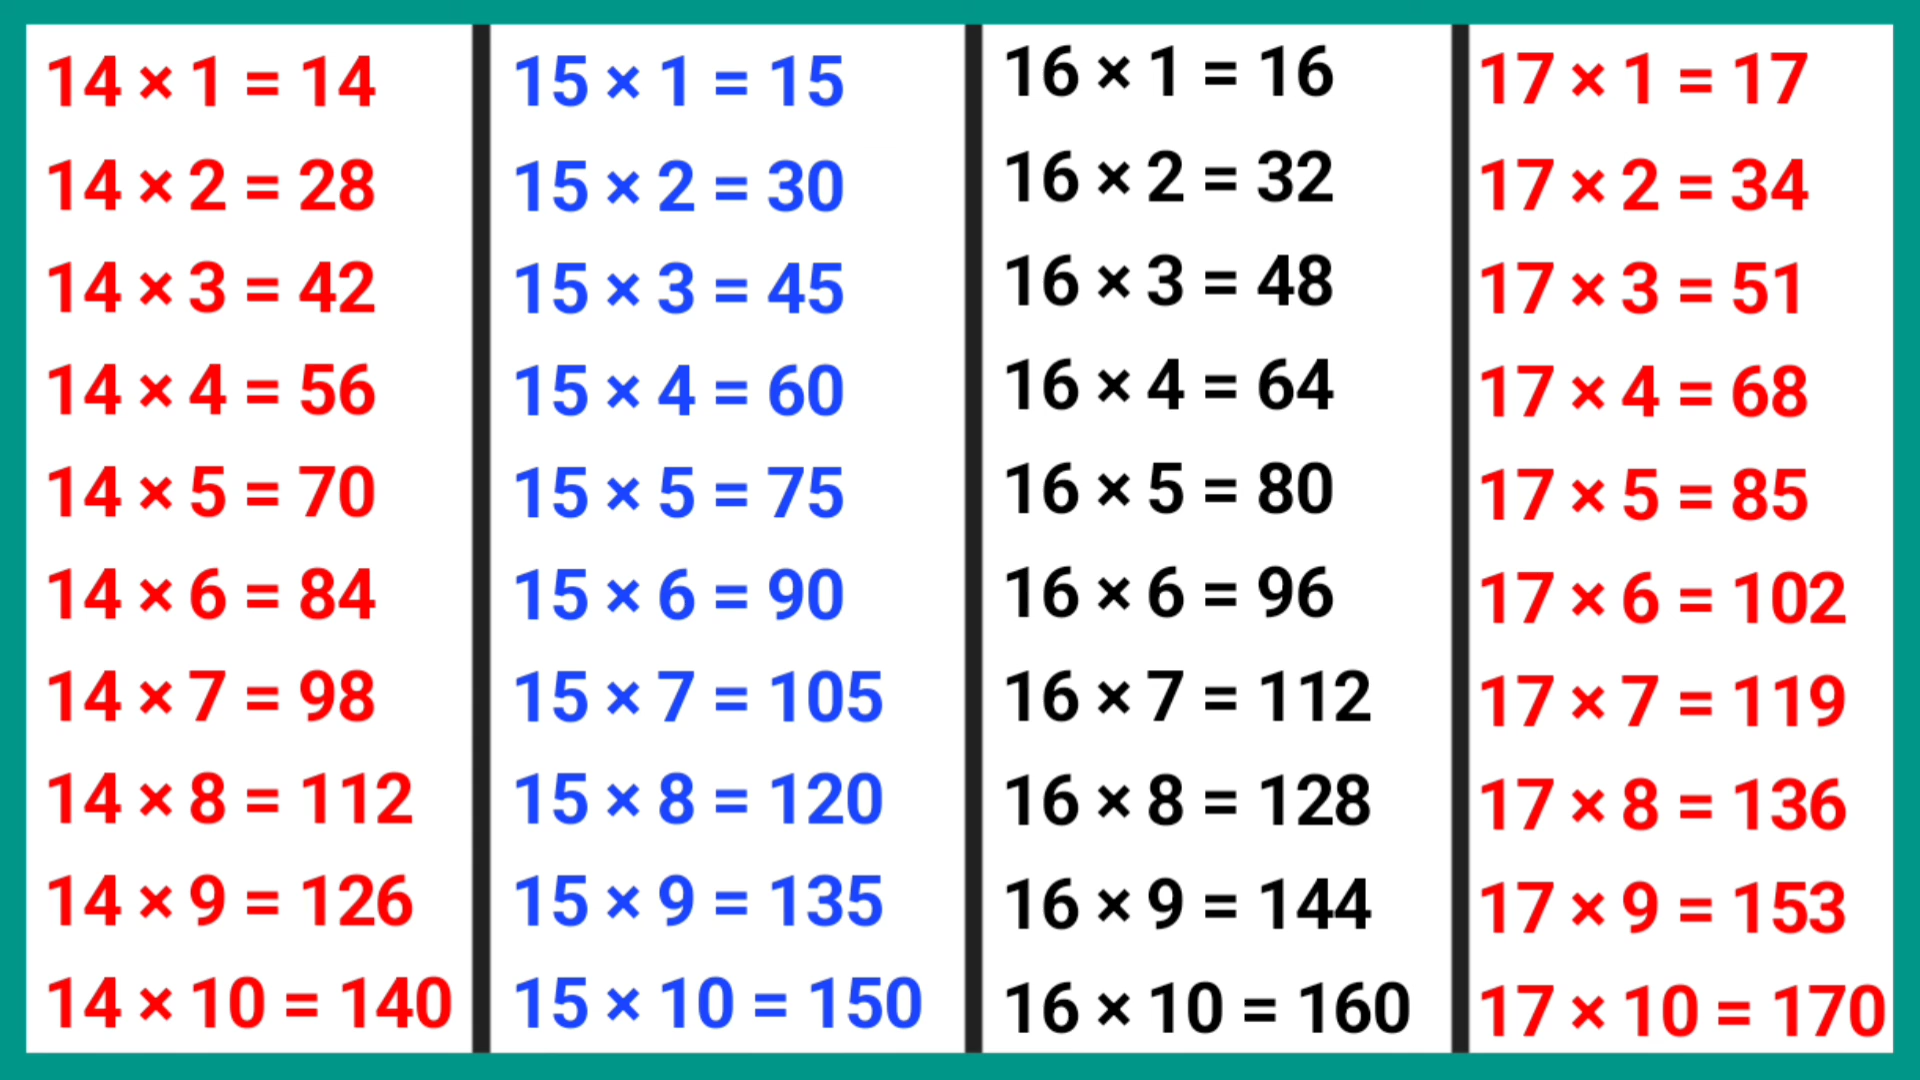 14 × 1 = 14
14 × 2 = 28
14 × 3 = 42
14 × 4 = 56
14 × 5 = 70
14 × 6 = 84
14 × 7 = 98
14 × 8 = 112
14 × 9 = 126
14 × 10 = 140
15 × 1 = 15
15 × 2 = 30
15 × 3 = 45
15 × 4 = 60
15 × 5 = 75
15 × 6 = 90
15 × 7 = 105
15 × 8 = 120
15 × 9 = 135
15 × 10 = 150
16 × 1 = 16
16 × 2 = 32
16 × 3 = 48
16 × 4 = 64
16 × 5 = 80
16 × 6 = 96
16 × 7 = 112
16 × 8 = 128
16 × 9 = 144
16 × 10 = 160
17 × 1 = 17
17 × 2 = 34
17 × 3 = 51
17 × 4 = 68
17 × 5 = 85
17 × 6 = 102
17 × 7 = 119
17 × 8 = 136
17 × 9 = 153
17 × 10 = 170